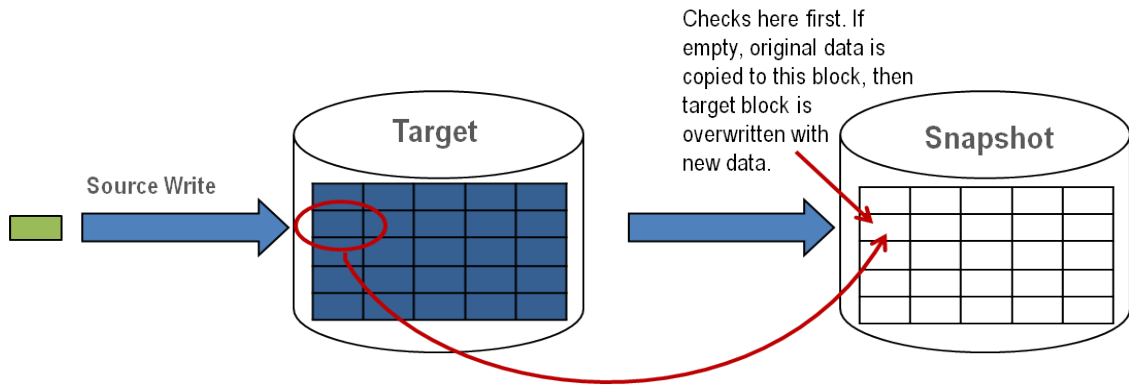 Checks here first. If
empty, original data is
copied to this block, then
target block is
overwritten with
new data.
Target
Snapshot
Source Write